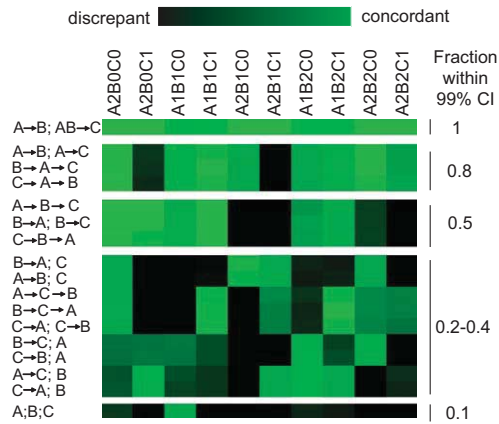 discrepant concordant
A2B0C0 A2B0C1 A1B1C0 A1B1C1 A2B1C0 A2B1C1 A1B2C0 A1B2C1 A2B2C0 A2B2C1
Fraction
within
99% CI
A→B; AB→C 1
A→B; A→C
B→A→C 0.8
C→A→B
A→B→C
B→A; B→C 0.5
C→B→A
B→A; C
A→B; C
A→C→B
B→C→A
C→A; C→B 0.2-0.4
B→C; A
C→B; A
A→C; B
C→A; B
A;B;C 0.1